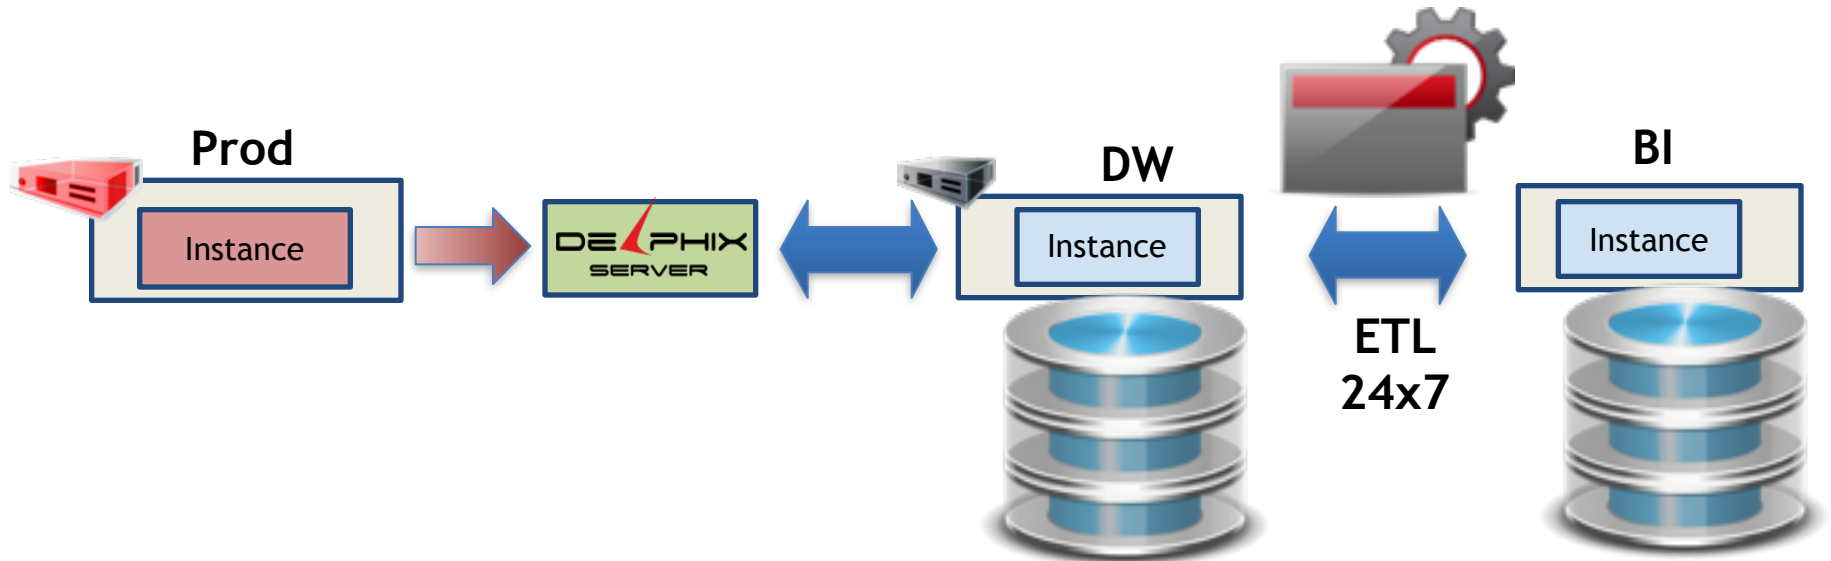 Prod
Instance
DELPHIX
SERVER
DW
Instance
ETL
24x7
BI
Instance